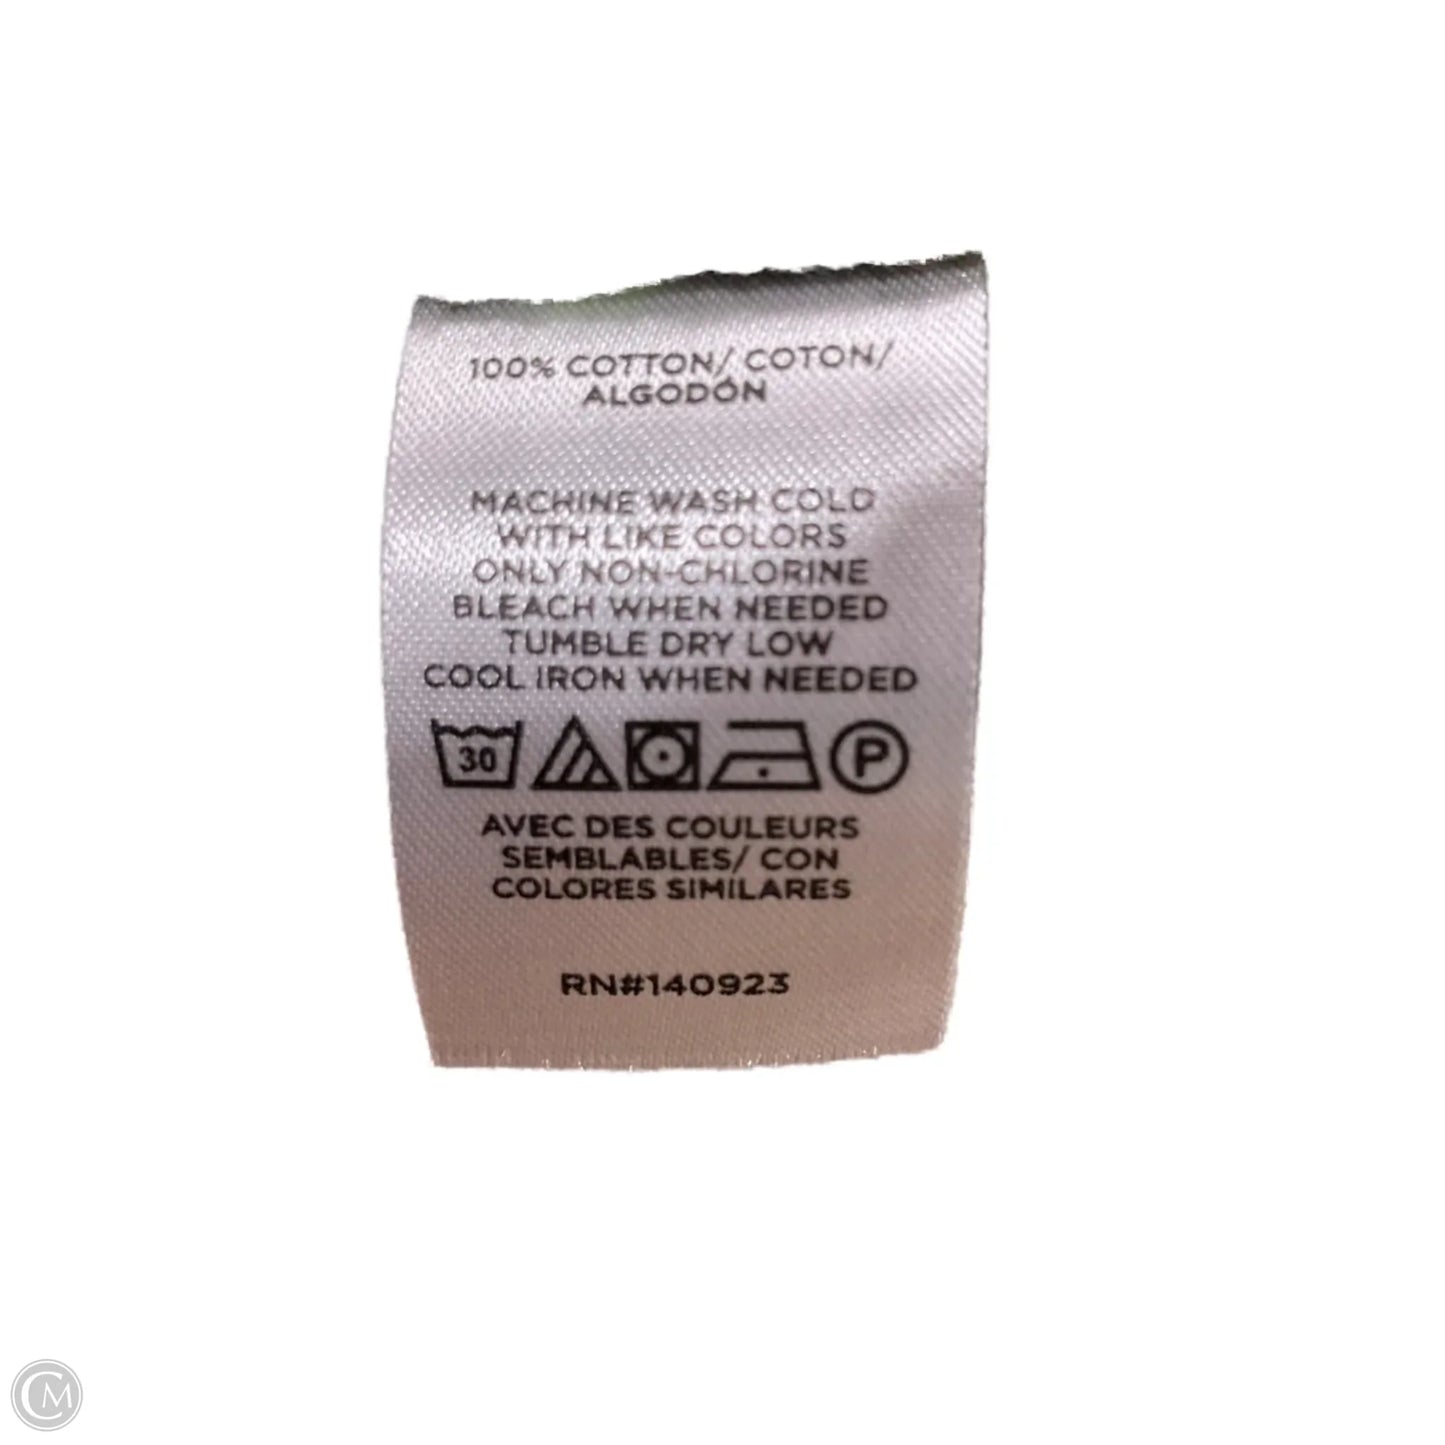 100% COTTON/ COTON/
ALGODÓN
MACHINE WASH COLD
WITH LIKE COLORS
ONLY NON-CHLORINE
BLEACH WHEN NEEDED
TUMBLE DRY LOW
COOL IRON WHEN NEEDED
30 P
AVEC DES COULEURS
SEMBLABLES/ CON
COLORES SIMILARES
RN#140923
CM